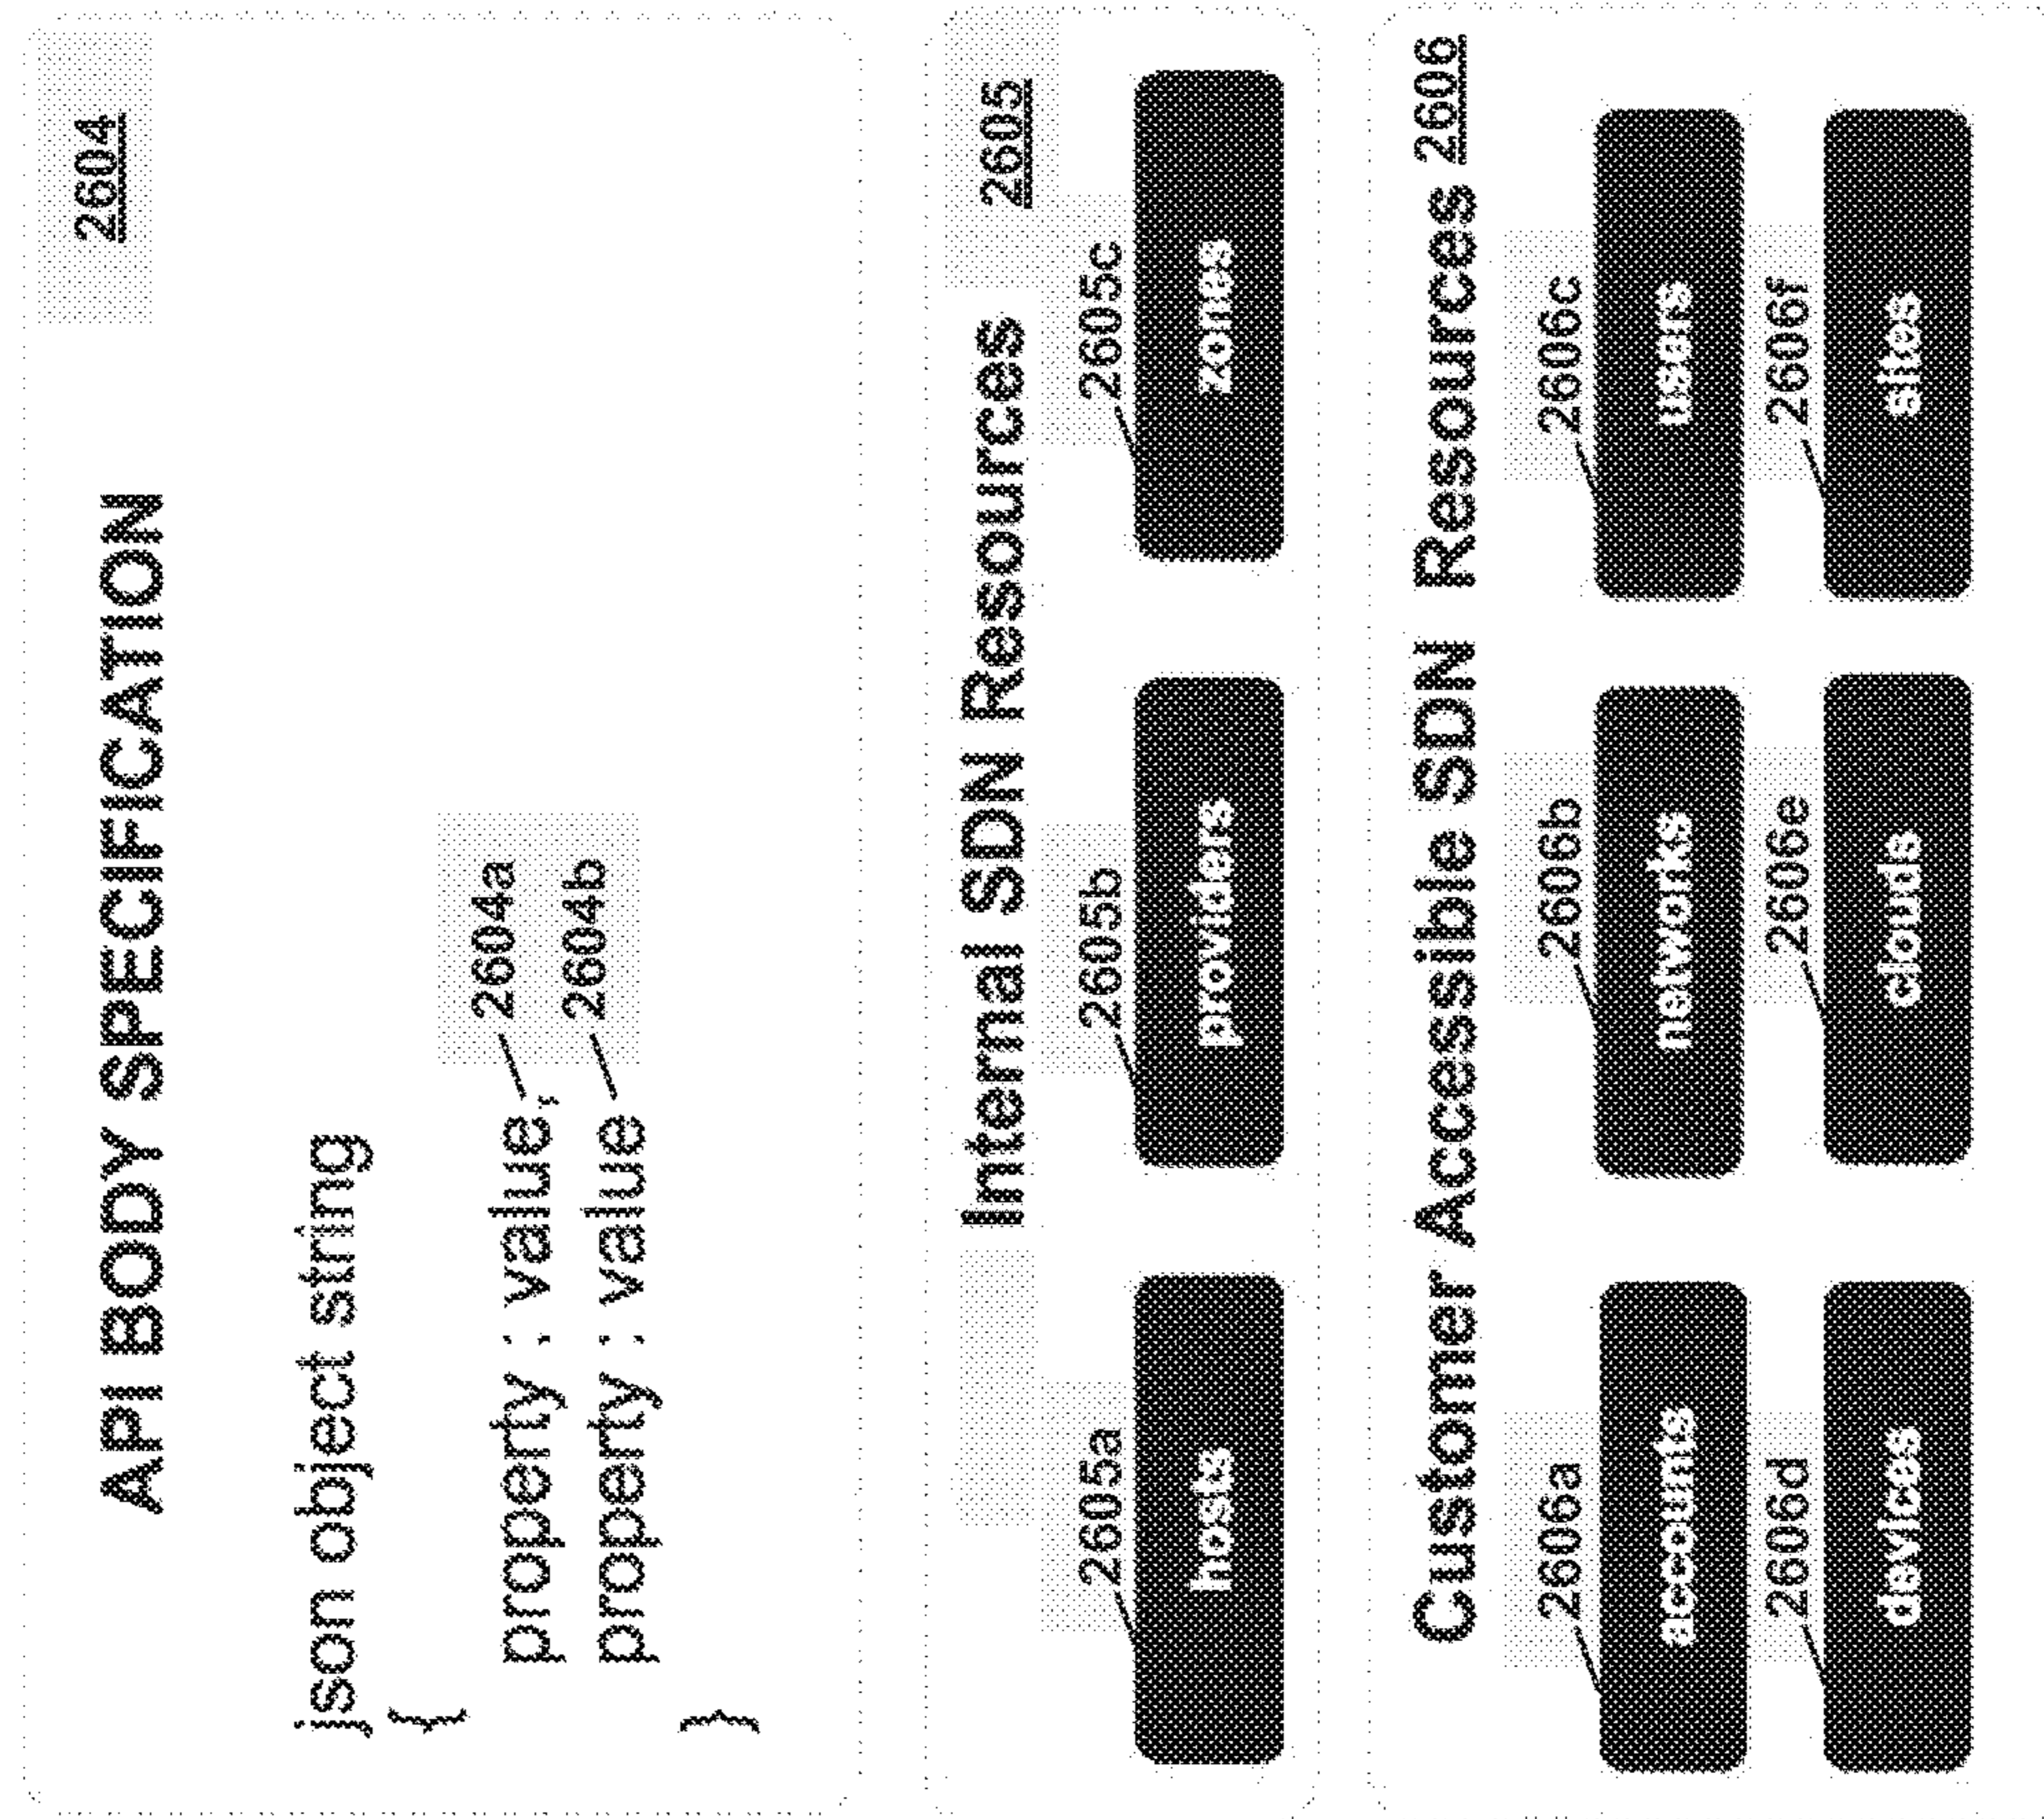 API BODY SPECIFICATION 2604
json object string
{
property : value, 2604a
property : value 2604b
}
Internal SDN Resources 2605
2605a 2605b 2605c
hosts providers zones
Customer Accessible SDN Resources 2606
2606a 2606b 2606c
accounts networks users
2606d 2606e 2606f
devices clouds sites